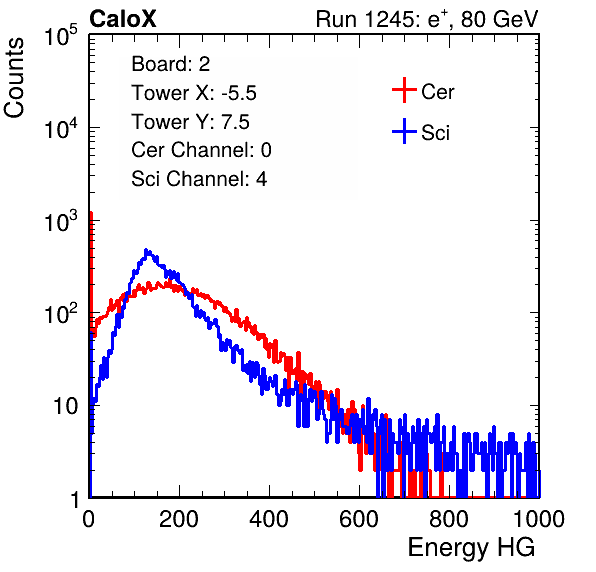 CaloX Run 1245: e⁺, 80 GeV
Counts
Board: 2
Tower X: -5.5
Tower Y: 7.5
Cer Channel: 0
Sci Channel: 4
Cer
Sci
10⁵
10⁴
10³
10²
10
1
0 200 400 600 800 1000
Energy HG